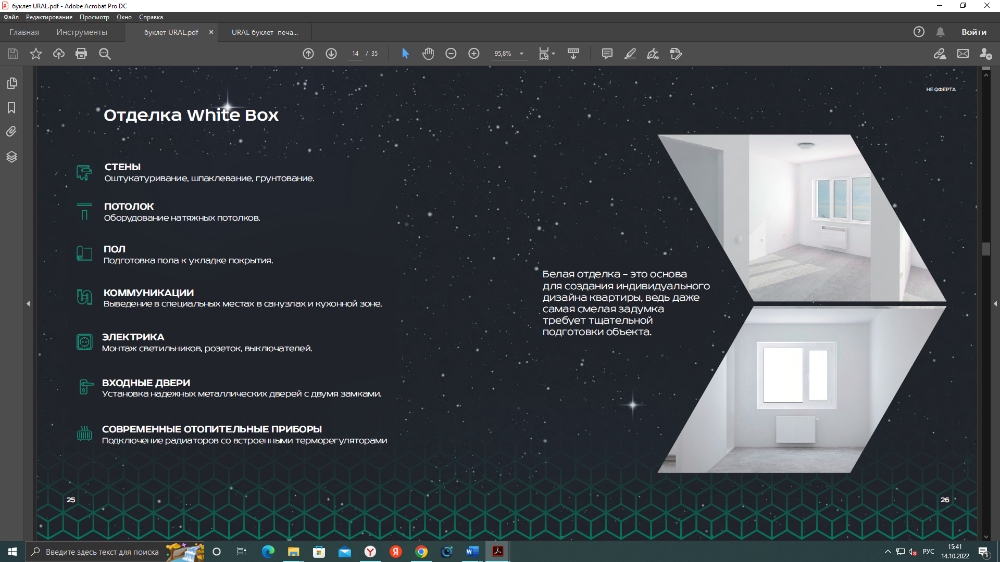 буклет URAL.pdf - Adobe Acrobat Pro DC
Файл Редактирование Просмотр Окно Справка
Главная Инструменты буклет URAL.pdf × URAL буклет печа... Войти
14 / 35 95,8%
НЕ ОФЕРТА
Отделка White Box
СТЕНЫ
Оштукатуривание, шпаклевание, грунтование.
ПОТОЛОК
Оборудование натяжных потолков.
ПОЛ
Подготовка пола к укладке покрытия.
КОММУНИКАЦИИ
Выведение в специальных местах в санузлах и кухонной зоне.
ЭЛЕКТРИКА
Монтаж светильников, розеток, выключателей.
ВХОДНЫЕ ДВЕРИ
Установка надежных металлических дверей с двумя замками.
СОВРЕМЕННЫЕ ОТОПИТЕЛЬНЫЕ ПРИБОРЫ
Подключение радиаторов со встроенными терморегуляторами
Белая отделка – это основа
для создания индивидуального
дизайна квартиры, ведь даже
самая смелая задумка
требует тщательной
подготовки объекта.
25
26
Введите здесь текст для поиска
РУС
15:41
14.10.2022
1